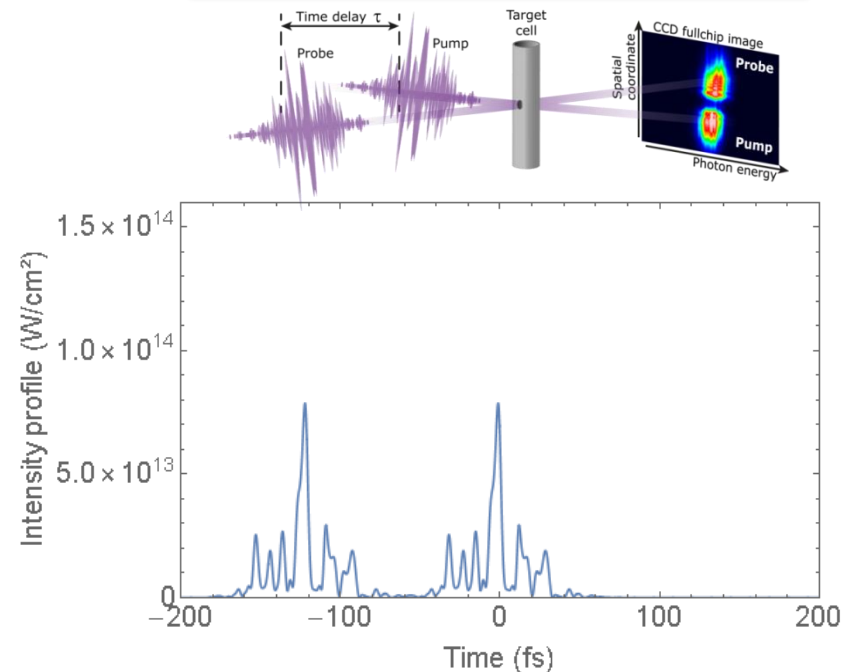 Time delay τ
Probe
Pump
Target
cell
Spatial
coordinate
CCD fullchip image
Probe
Pump
Photon energy
Intensity profile (W/cm²)
1.5 × 10¹⁴
1.0 × 10¹⁴
5.0 × 10¹³
0
−200 −100 0 100 200
Time (fs)